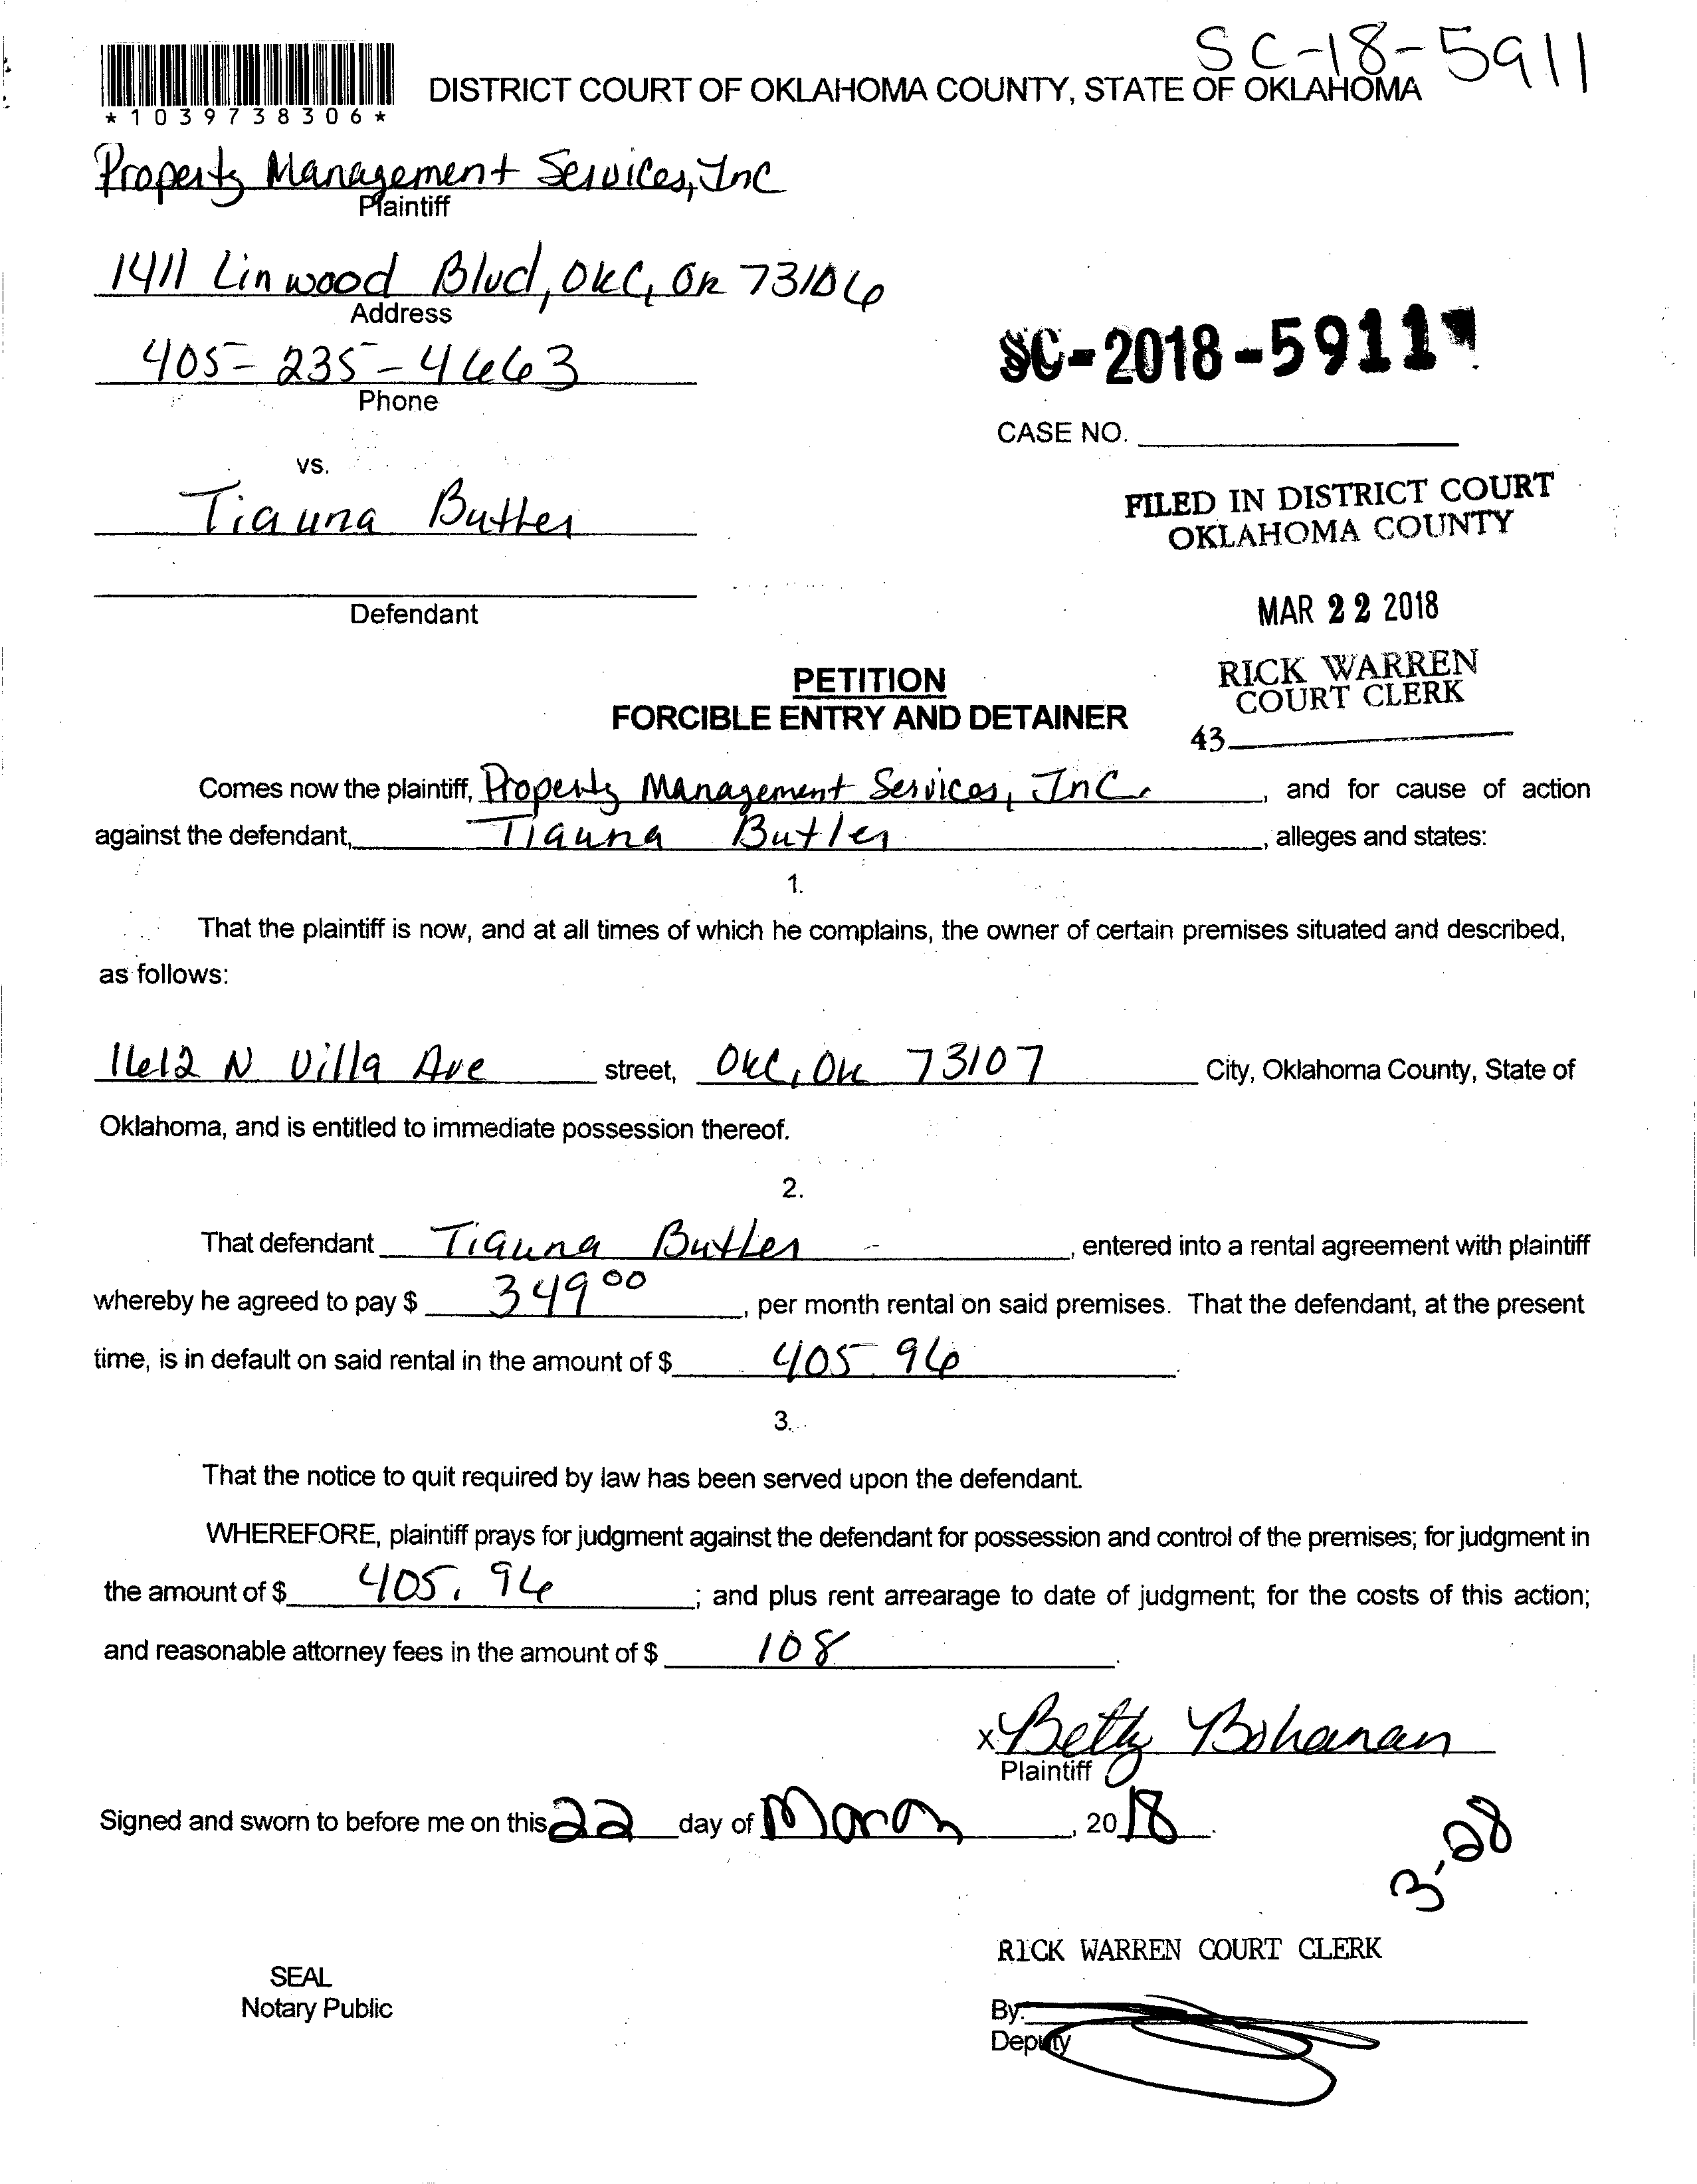 SC-18-5911
*1039738306*
DISTRICT COURT OF OKLAHOMA COUNTY, STATE OF OKLAHOMA
Property Management Services, Inc
Plaintiff
1411 Linwood Blvd, OKC, OK 73106
Address
405-235-4663
Phone
SC-2018-5911
CASE NO.
vs.
Tiauna Butler
FILED IN DISTRICT COURT
OKLAHOMA COUNTY
Defendant
MAR 22 2018
PETITION
FORCIBLE ENTRY AND DETAINER
RICK WARREN
COURT CLERK
43
Comes now the plaintiff, Property Management Services, Inc. , and for cause of action
against the defendant, Tiauna Butler , alleges and states:
1.
That the plaintiff is now, and at all times of which he complains, the owner of certain premises situated and described,
as follows:
1612 N Villa Ave street, OKC, OK 73107 City, Oklahoma County, State of
Oklahoma, and is entitled to immediate possession thereof.
2.
That defendant Tiauna Butler - , entered into a rental agreement with plaintiff
whereby he agreed to pay $ 349 00 , per month rental on said premises. That the defendant, at the present
time, is in default on said rental in the amount of $ 405.96 .
3.
That the notice to quit required by law has been served upon the defendant.
WHEREFORE, plaintiff prays for judgment against the defendant for possession and control of the premises; for judgment in
the amount of $ 405.96 ; and plus rent arrearage to date of judgment; for the costs of this action;
and reasonable attorney fees in the amount of $ 108 .
x Betty Bohanan
Plaintiff
Signed and sworn to before me on this 22 day of March , 2018 .
3-28
RICK WARREN COURT CLERK
SEAL
Notary Public
By:
Deputy